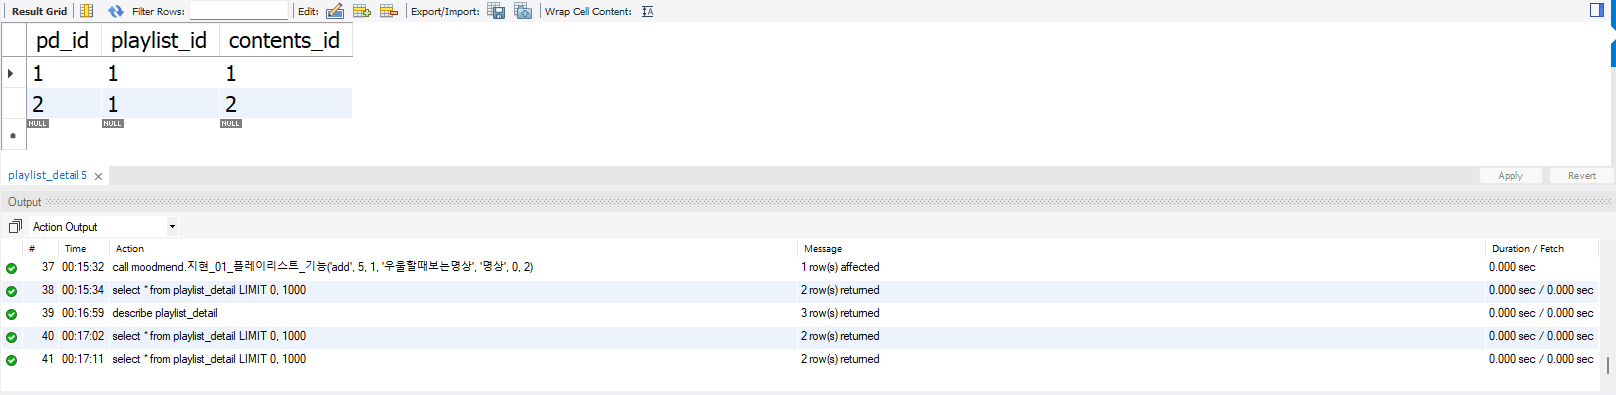 Result Grid Filter Rows: Edit: Export/Import: Wrap Cell Content:
pd_id playlist_id contents_id
1 1 1
2 1 2
NULL NULL NULL
playlist_detail 5 Apply Revert
Output
Action Output
# Time Action Message Duration / Fetch
37 00:15:32 call moodmend.지현_01_플레이리스트_기능('add', 5, 1, '우울할때보는명상', '명상', 0, 2) 1 row(s) affected 0.000 sec
38 00:15:34 select * from playlist_detail LIMIT 0, 1000 2 row(s) returned 0.000 sec / 0.000 sec
39 00:16:59 describe playlist_detail 3 row(s) returned 0.000 sec / 0.000 sec
40 00:17:02 select * from playlist_detail LIMIT 0, 1000 2 row(s) returned 0.000 sec / 0.000 sec
41 00:17:11 select * from playlist_detail LIMIT 0, 1000 2 row(s) returned 0.000 sec / 0.000 sec